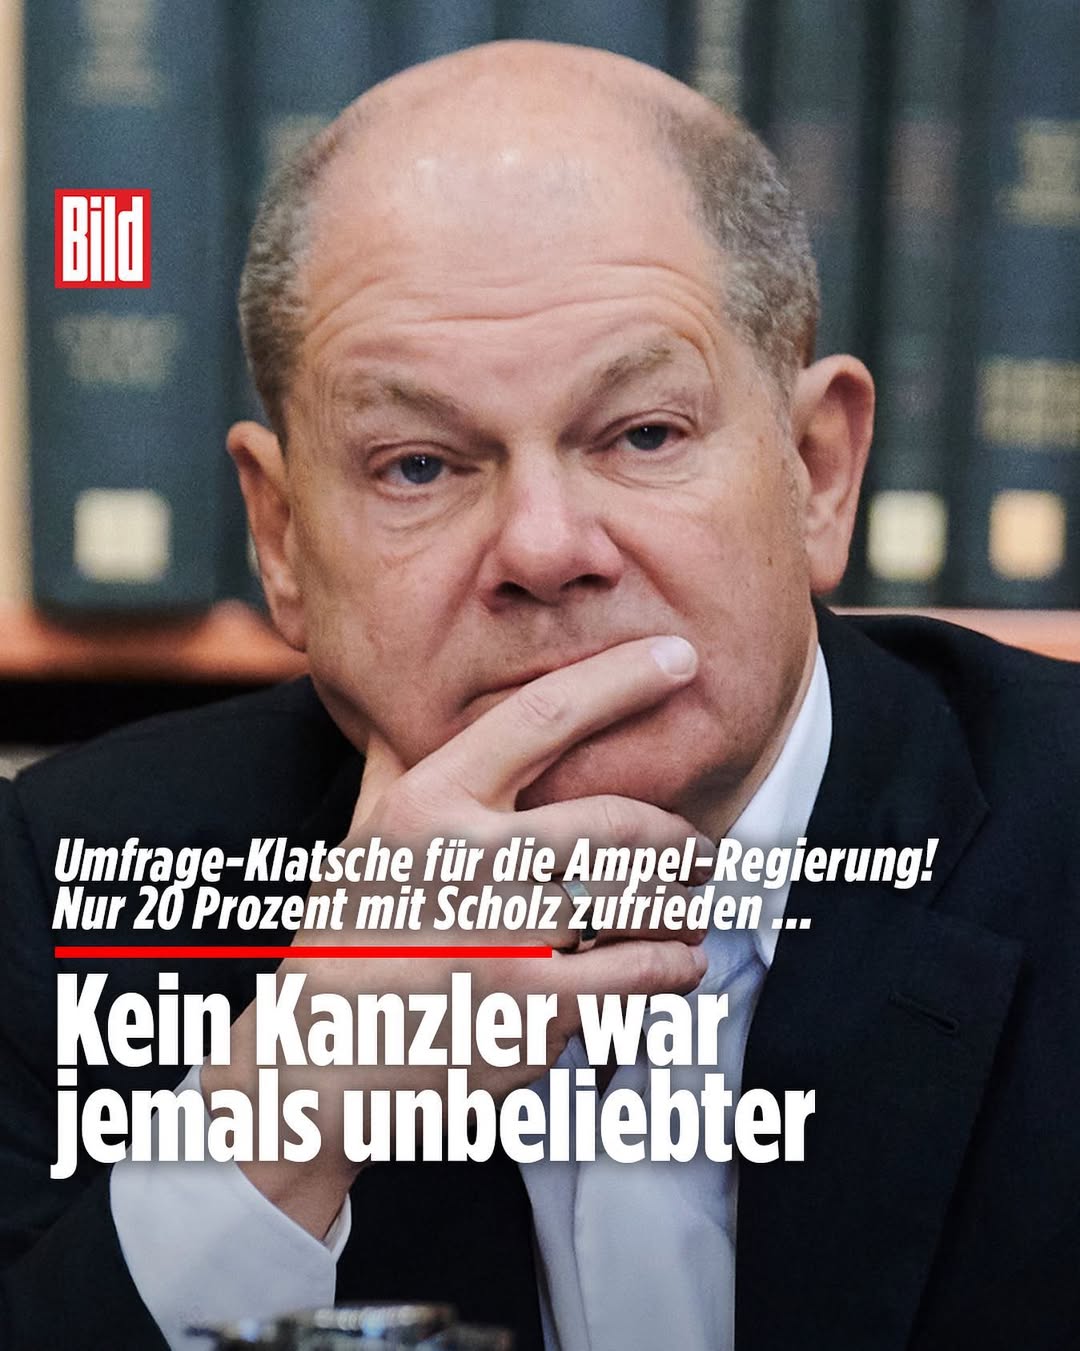 Bild
Umfrage-Klatsche für die Ampel-Regierung!
Nur 20 Prozent mit Scholz zufrieden ...
Kein Kanzler war
jemals unbeliebter